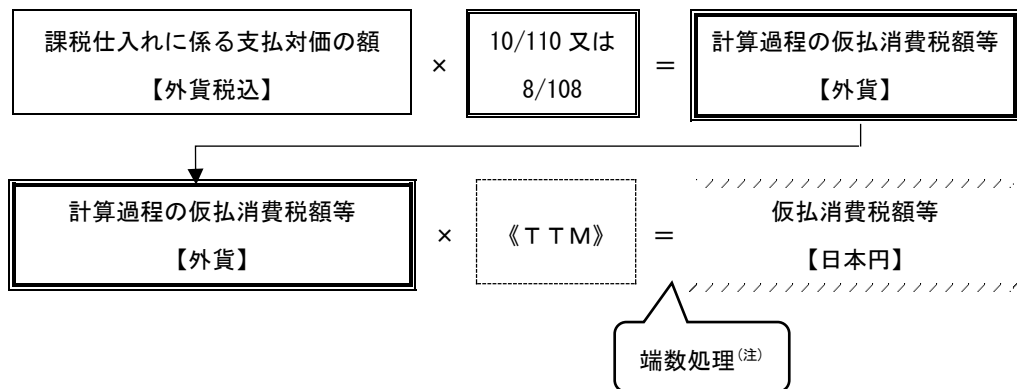 課税仕入れに係る支払対価の額
【外貨税込】
×
10/110 又は
8/108
＝
計算過程の仮払消費税額等
【外貨】
計算過程の仮払消費税額等
【外貨】
×
《ＴＴＭ》
＝
仮払消費税額等
【日本円】
端数処理(注)